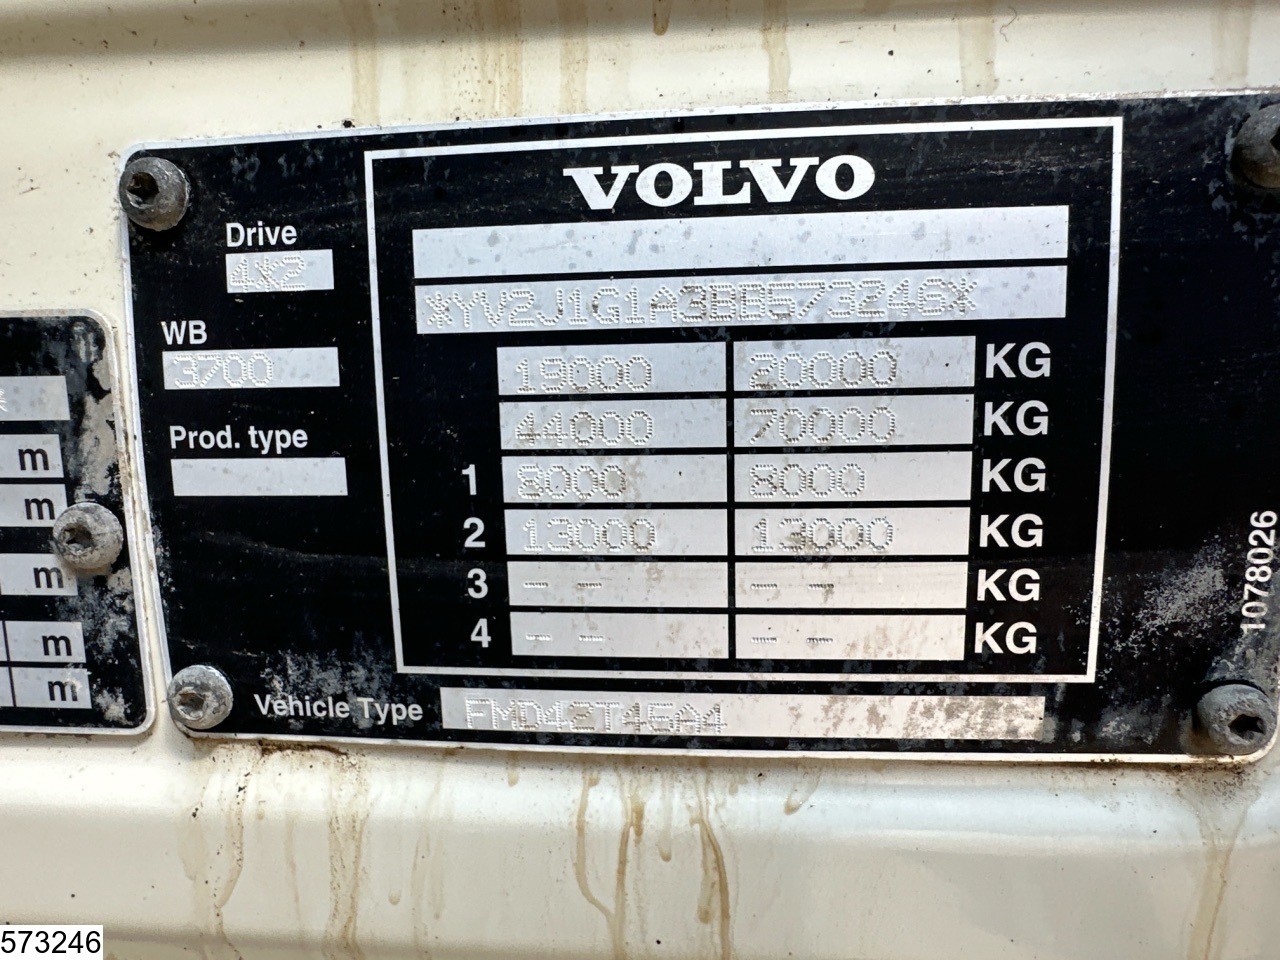 VOLVO
Drive
4X2
*YV2J1G1A3BB573246*
WB
3700
19000 20000 KG
44000 70000 KG
Prod. type
1 8000 8000 KG
2 13000 13000 KG
3 -- -- KG
4 -- -- KG
Vehicle Type FMD42T45A4
1078026
m
m
m
m
m
573246